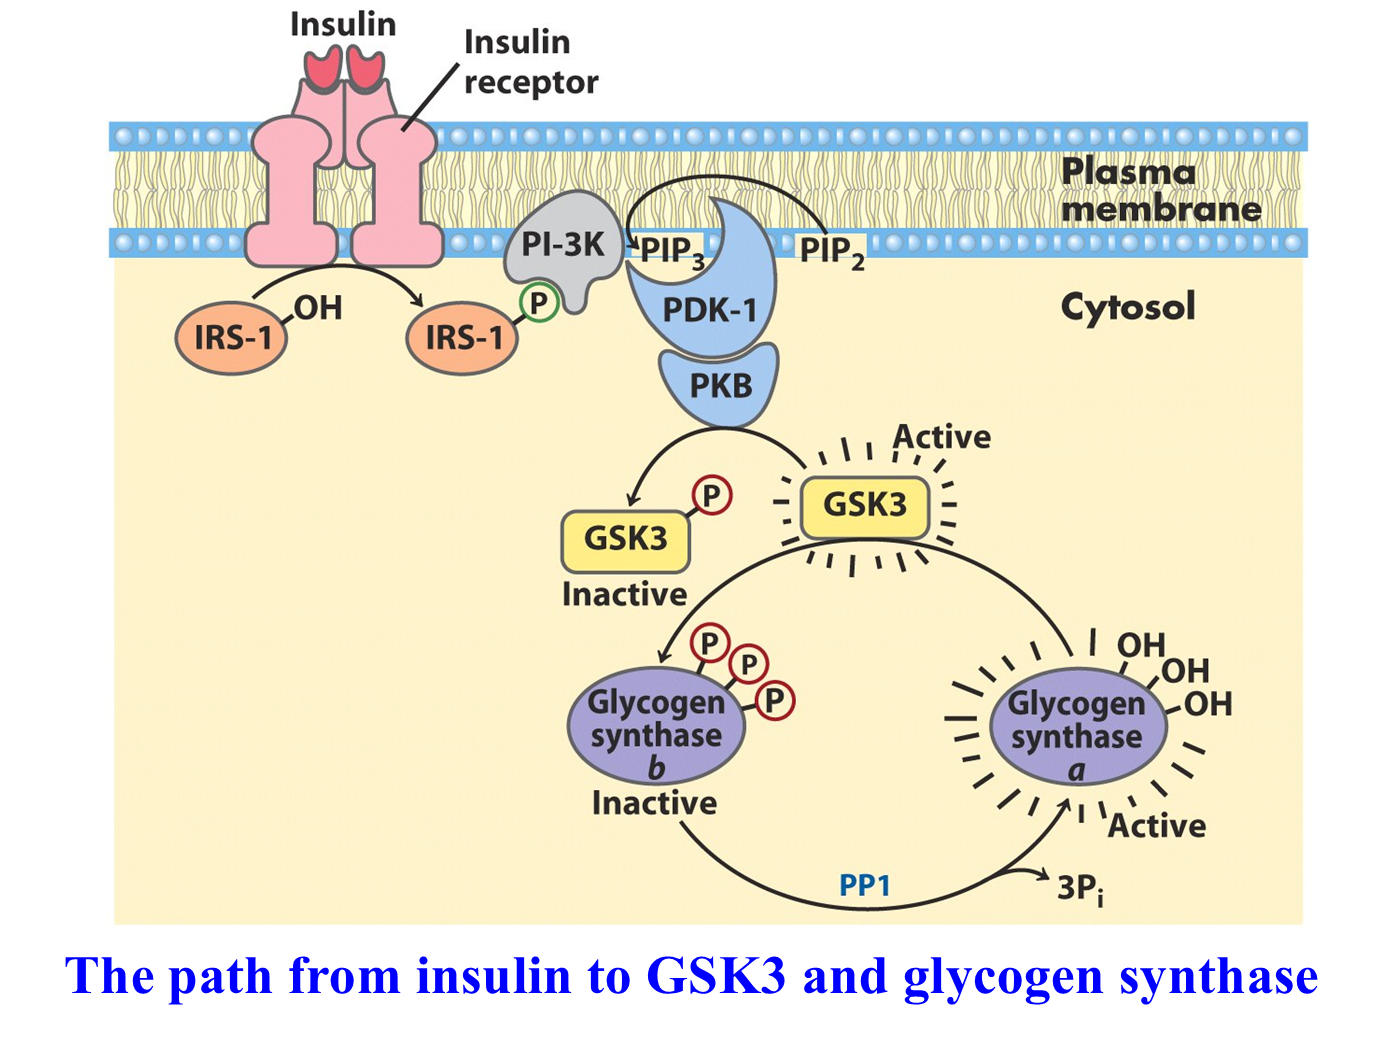 Insulin
Insulin
receptor
Plasma
membrane
PI-3K
PIP3
PIP2
OH
P
PDK-1
Cytosol
IRS-1
IRS-1
PKB
Active
P
GSK3
GSK3
Inactive
P
P
P
OH
OH
OH
Glycogen
synthase
b
Inactive
Glycogen
synthase
a
Active
PP1
3Pi
The path from insulin to GSK3 and glycogen synthase